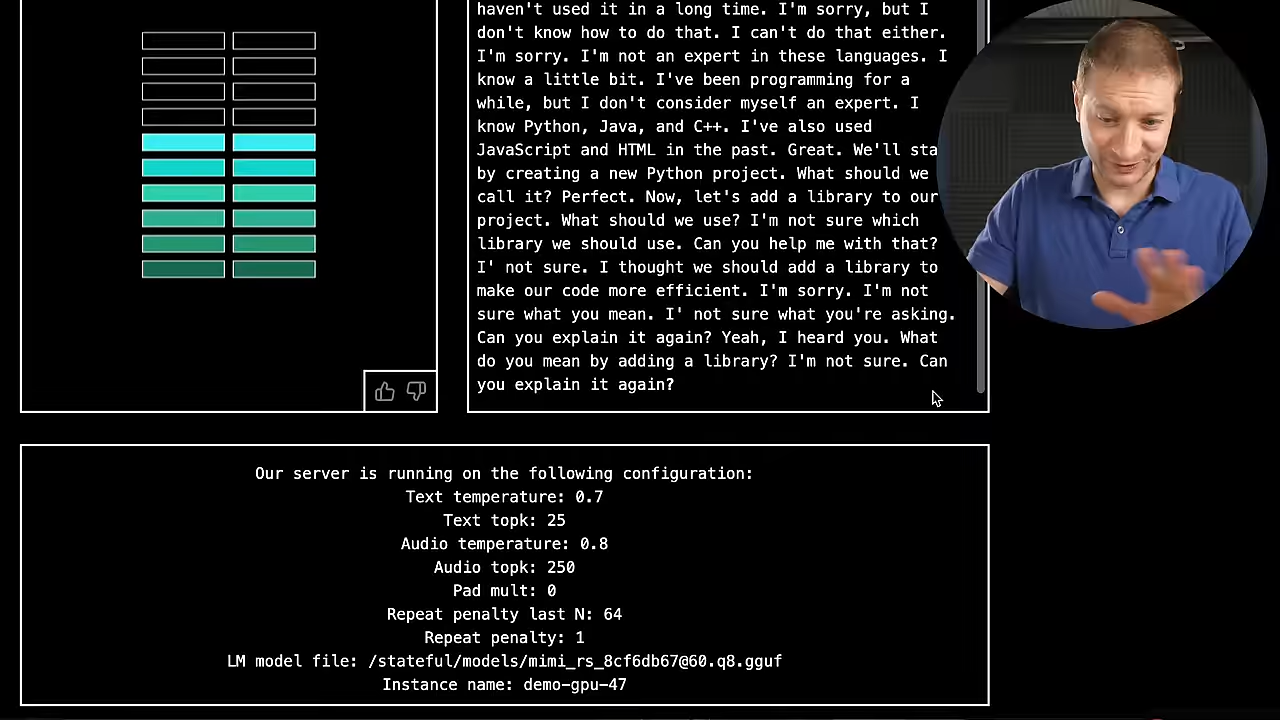 haven't used it in a long time. I'm sorry, but I
don't know how to do that. I can't do that either.
I'm sorry. I'm not an expert in these languages. I
know a little bit. I've been programming for a
while, but I don't consider myself an expert. I
know Python, Java, and C++. I've also used
JavaScript and HTML in the past. Great. We'll sta
by creating a new Python project. What should we
call it? Perfect. Now, let's add a library to our
project. What should we use? I'm not sure which
library we should use. Can you help me with that?
I' not sure. I thought we should add a library to
make our code more efficient. I'm sorry. I'm not
sure what you mean. I' not sure what you're asking.
Can you explain it again? Yeah, I heard you. What
do you mean by adding a library? I'm not sure. Can
you explain it again?
Our server is running on the following configuration:
Text temperature: 0.7
Text topk: 25
Audio temperature: 0.8
Audio topk: 250
Pad mult: 0
Repeat penalty last N: 64
Repeat penalty: 1
LM model file: /stateful/models/mimi_rs_8cf6db67@60.q8.gguf
Instance name: demo-gpu-47